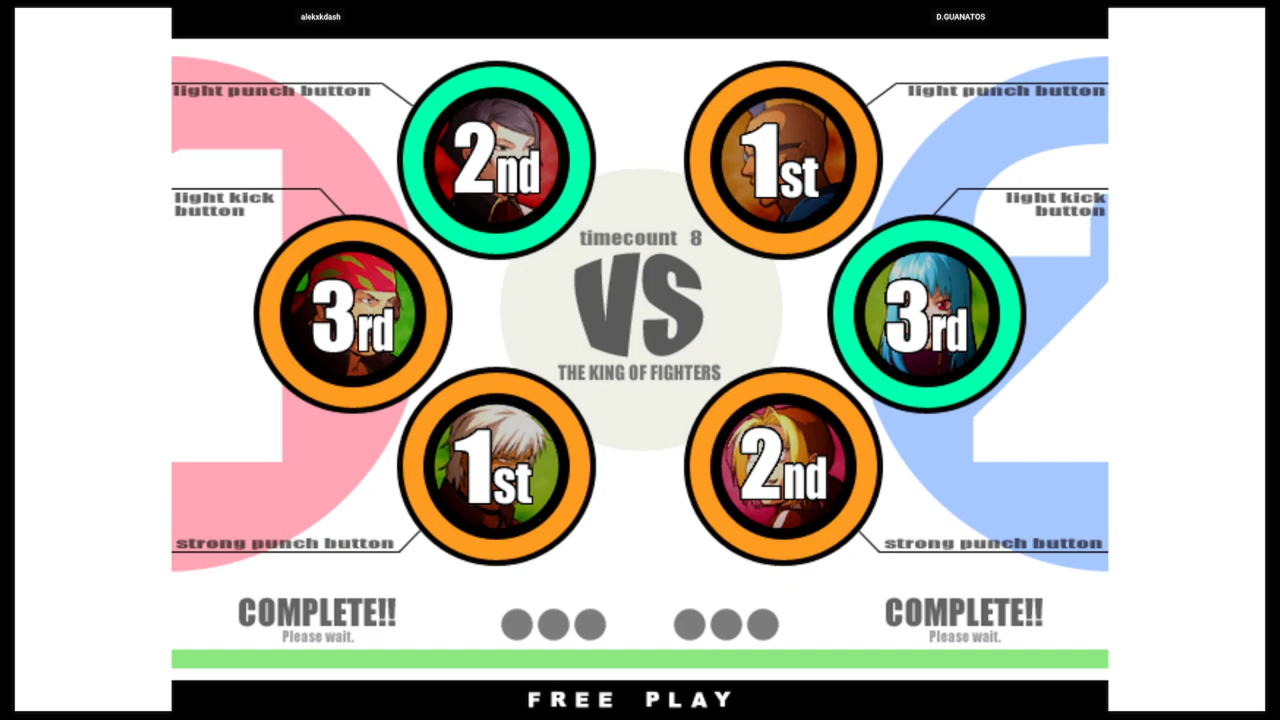 alekxkdash
D.GUANATOS
light punch button
light punch button
2nd
1st
light kick
button
light kick
button
timecount 8
VS
THE KING OF FIGHTERS
3rd
3rd
1st
2nd
strong punch button
strong punch button
COMPLETE!!
Please wait.
COMPLETE!!
Please wait.
FREE PLAY